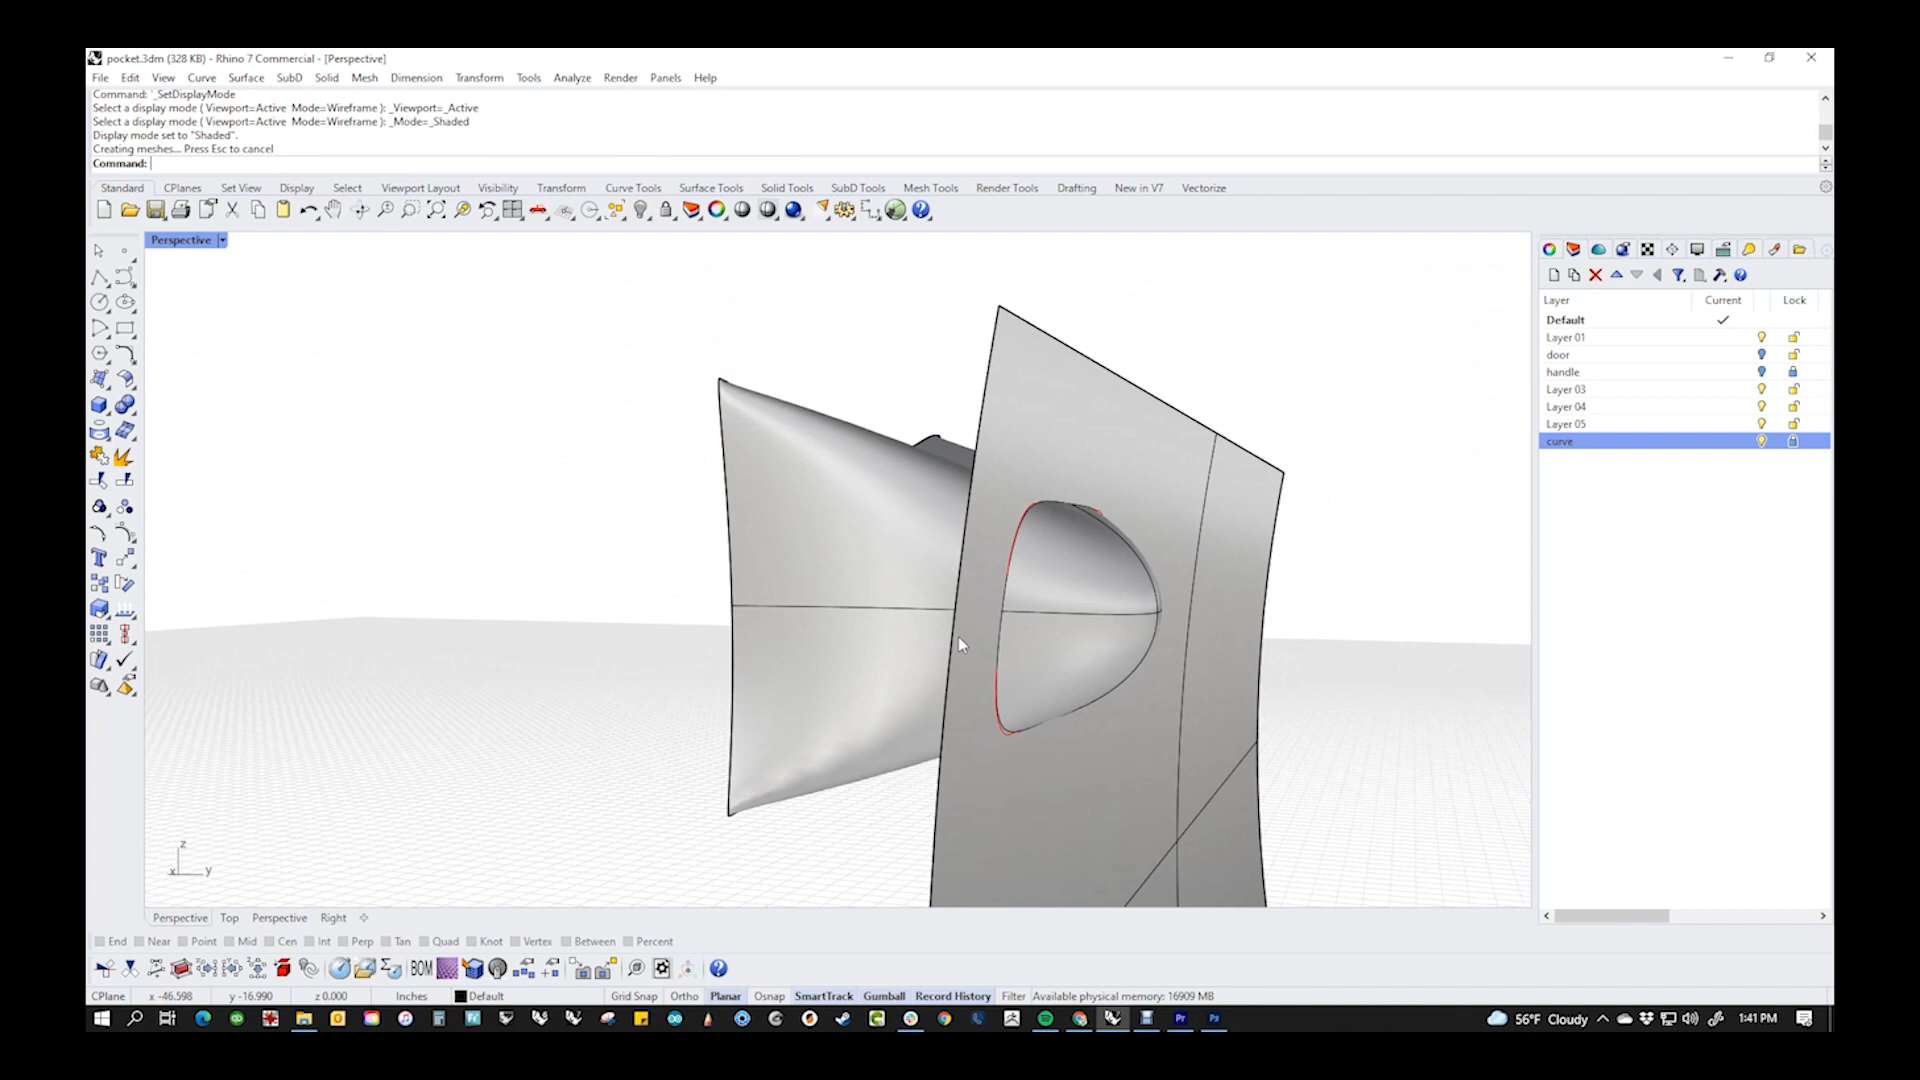 pocket.3dm (328 KB) - Rhino 7 Commercial - [Perspective]
File Edit View Curve Surface SubD Solid Mesh Dimension Transform Tools Analyze Render Panels Help
Command: '_SetDisplayMode
Select a display mode ( Viewport=Active Mode=Wireframe ): _Viewport=_Active
Select a display mode ( Viewport=Active Mode=Wireframe ): _Mode=_Shaded
Display mode set to "Shaded".
Creating meshes... Press Esc to cancel
Command:
Standard CPlanes Set View Display Select Viewport Layout Visibility Transform Curve Tools Surface Tools Solid Tools SubD Tools Mesh Tools Render Tools Drafting New in V7 Vectorize
Perspective
Layer Current Lock
Default
Layer 01
door
handle
Layer 03
Layer 04
Layer 05
curve
z
x y
Perspective Top Perspective Right
End Near Point Mid Cen Int Perp Tan Quad Knot Vertex Between Percent
BOM
CPlane x -46.598 y -16.990 z 0.000 Inches Default Grid Snap Ortho Planar Osnap SmartTrack Gumball Record History Filter Available physical memory: 16909 MB
Pr Ps 56°F Cloudy 1:41 PM